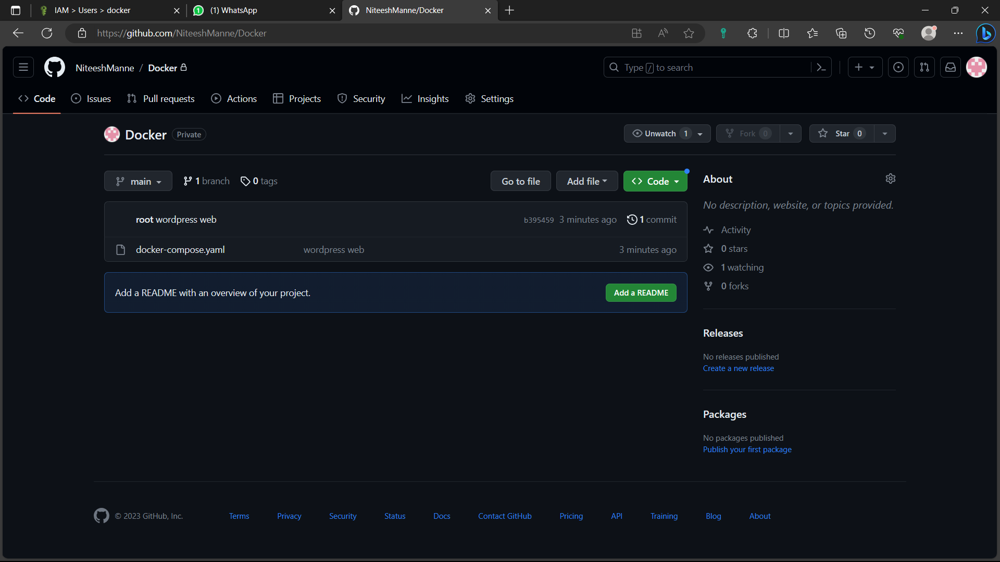 IAM > Users > docker
(1) WhatsApp
NiteeshManne/Docker
https://github.com/NiteeshManne/Docker
NiteeshManne / Docker
Type / to search
Code
Issues
Pull requests
Actions
Projects
Security
Insights
Settings
Docker Private
Unwatch 1
Fork 0
Star 0
main
1 branch
0 tags
Go to file
Add file
Code
About
root wordpress web
b395459 3 minutes ago
1 commit
docker-compose.yaml
wordpress web
3 minutes ago
Add a README with an overview of your project.
Add a README
No description, website, or topics provided.
Activity
0 stars
1 watching
0 forks
Releases
No releases published
Create a new release
Packages
No packages published
Publish your first package
© 2023 GitHub, Inc.
Terms
Privacy
Security
Status
Docs
Contact GitHub
Pricing
API
Training
Blog
About